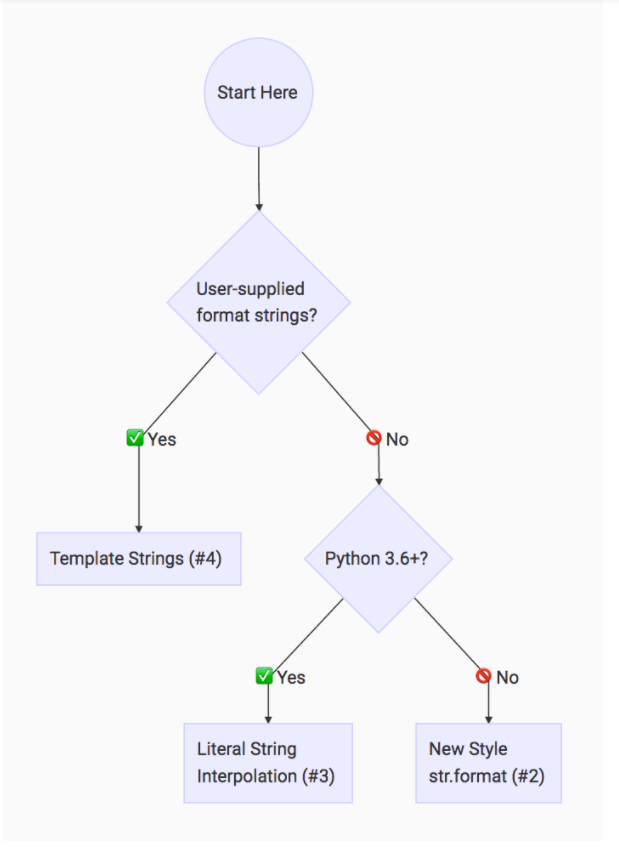 Start Here
User-supplied
format strings?
✅ Yes
🚫 No
Template Strings (#4)
Python 3.6+?
✅ Yes
🚫 No
Literal String
Interpolation (#3)
New Style
str.format (#2)